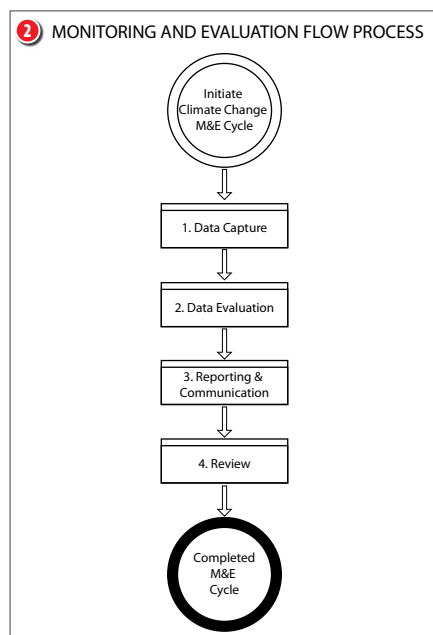 2 MONITORING AND EVALUATION FLOW PROCESS
Initiate
Climate Change
M&E Cycle
1. Data Capture
2. Data Evaluation
3. Reporting &
Communication
4. Review
Completed
M&E
Cycle